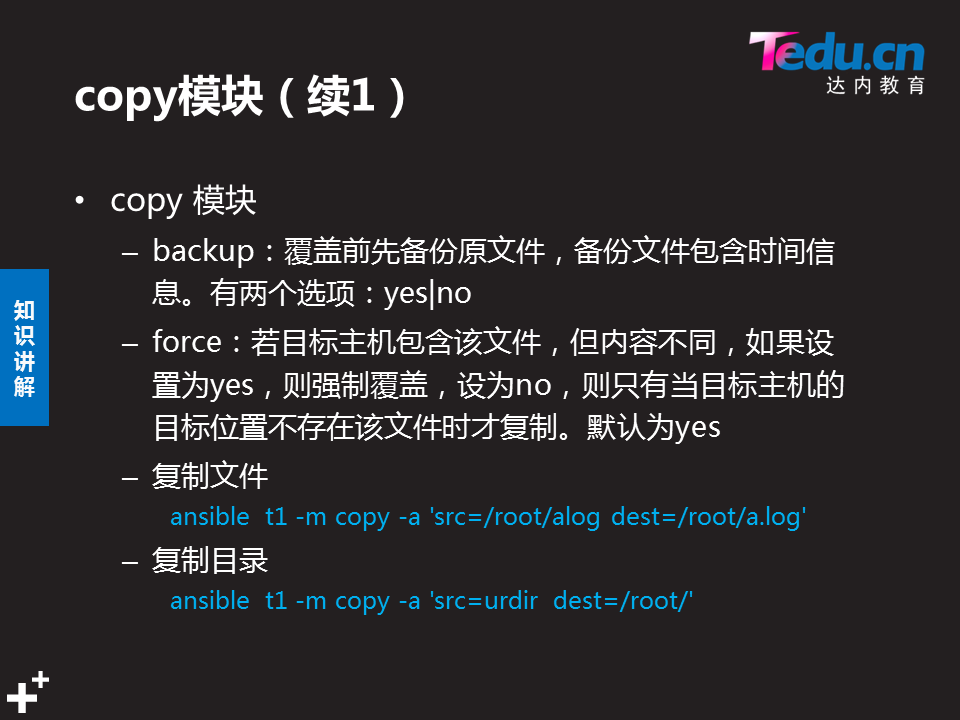 Tedu.cn
达内教育
copy模块（续1）
• copy 模块
– backup：覆盖前先备份原文件，备份文件包含时间信
息。有两个选项：yes|no
– force：若目标主机包含该文件，但内容不同，如果设
置为yes，则强制覆盖，设为no，则只有当目标主机的
目标位置不存在该文件时才复制。默认为yes
– 复制文件
ansible  t1 -m copy -a 'src=/root/alog dest=/root/a.log'
– 复制目录
ansible  t1 -m copy -a 'src=urdir  dest=/root/'
知
识
讲
解